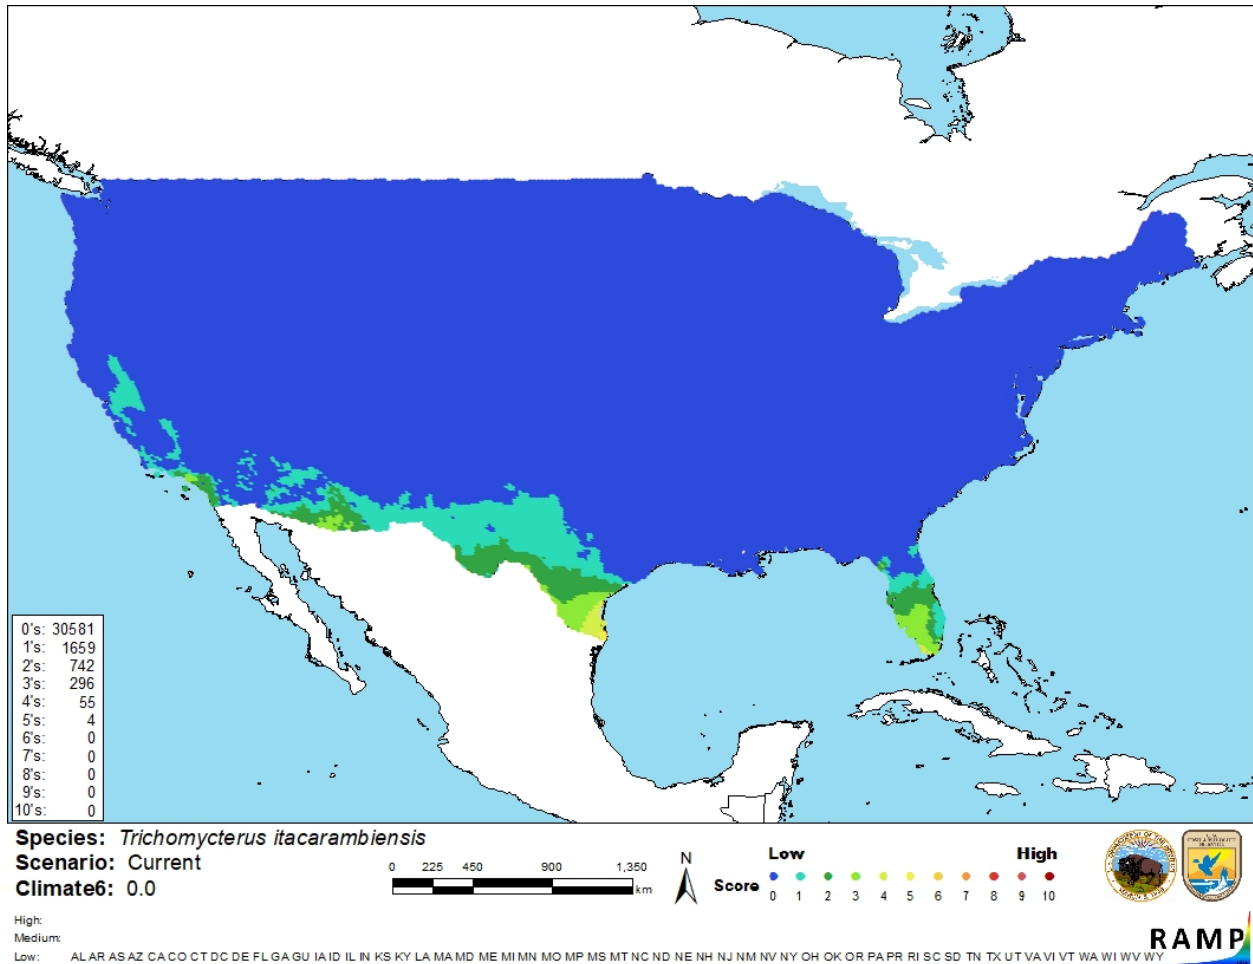 0's: 30581
1's: 1659
2's: 742
3's: 296
4's: 55
5's: 4
6's: 0
7's: 0
8's: 0
9's: 0
10's: 0
Species: Trichomycterus itacarambiensis
Scenario: Current
Climate6: 0.0
0 225 450 900 1,350
km
N
Low High
Score
0 1 2 3 4 5 6 7 8 9 10
High:
Medium:
Low: AL AR AS AZ CA CO CT DC DE FL GA GU IA ID IL IN KS KY LA MA MD ME MI MN MO MP MS MT NC ND NE NH NJ NM NV NY OH OK OR PA PR RI SC SD TN TX UT VA VI VT WA WI WV WY
RAMP